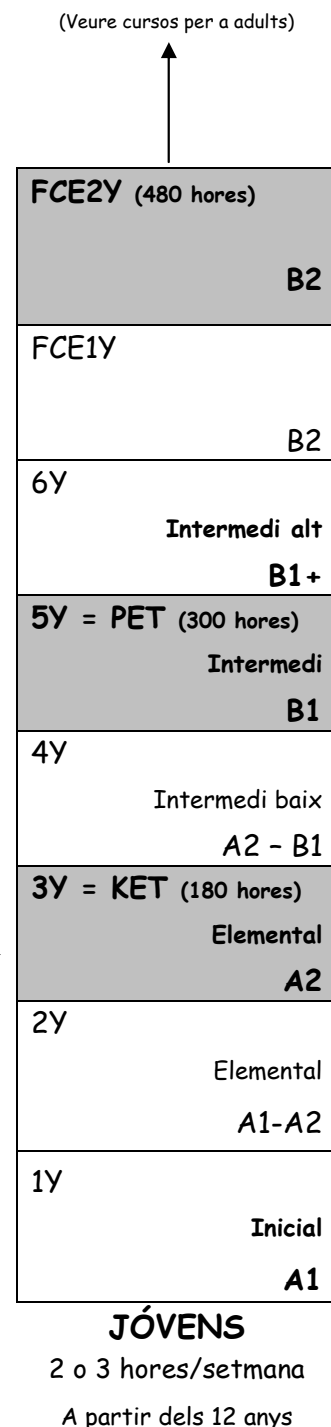 (Veure cursos per a adults)
FCE2Y (480 hores)
B2
FCE1Y
B2
6Y
Intermedi alt
B1+
5Y = PET (300 hores)
Intermedi
B1
4Y
Intermedi baix
A2 – B1
3Y = KET (180 hores)
Elemental
A2
2Y
Elemental
A1-A2
1Y
Inicial
A1
JÓVENS
2 o 3 hores/setmana
A partir dels 12 anys